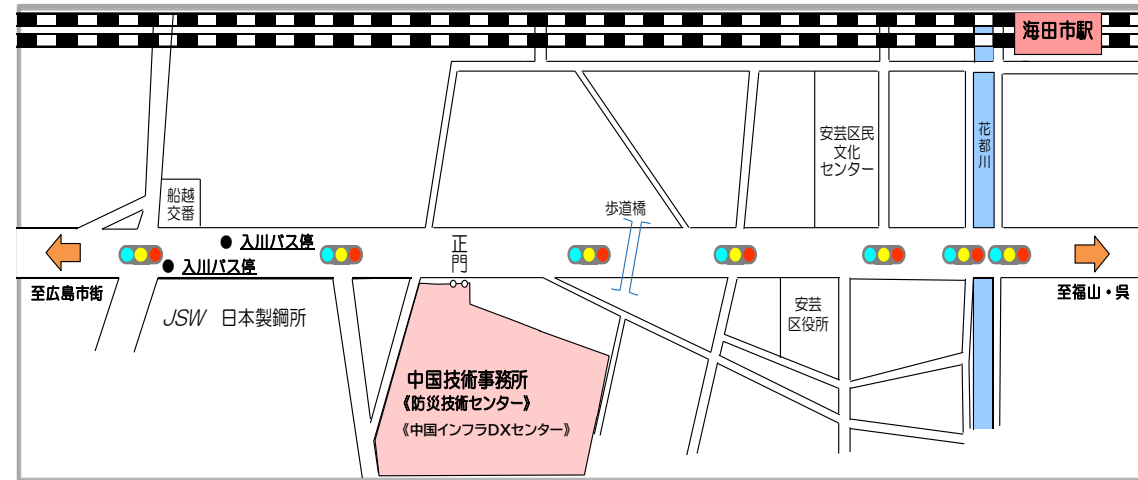 海田市駅
花都川
安芸区民
文化
センター
船越
交番
歩道橋
入川バス停
正門
入川バス停
至広島市街
至福山・呉
JSW 日本製鋼所
安芸
区役所
中国技術事務所
《防災技術センター》
《中国インフラDXセンター》